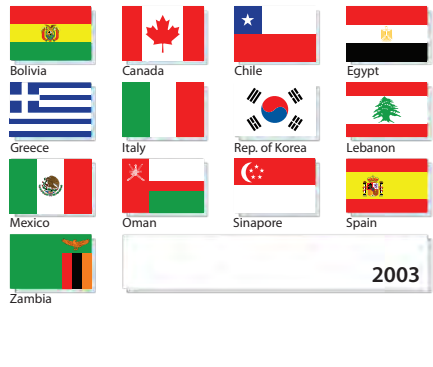 Bolivia
Canada
Chile
Egypt
Greece
Italy
Rep. of Korea
Lebanon
Mexico
Oman
Sinapore
Spain
Zambia
2003